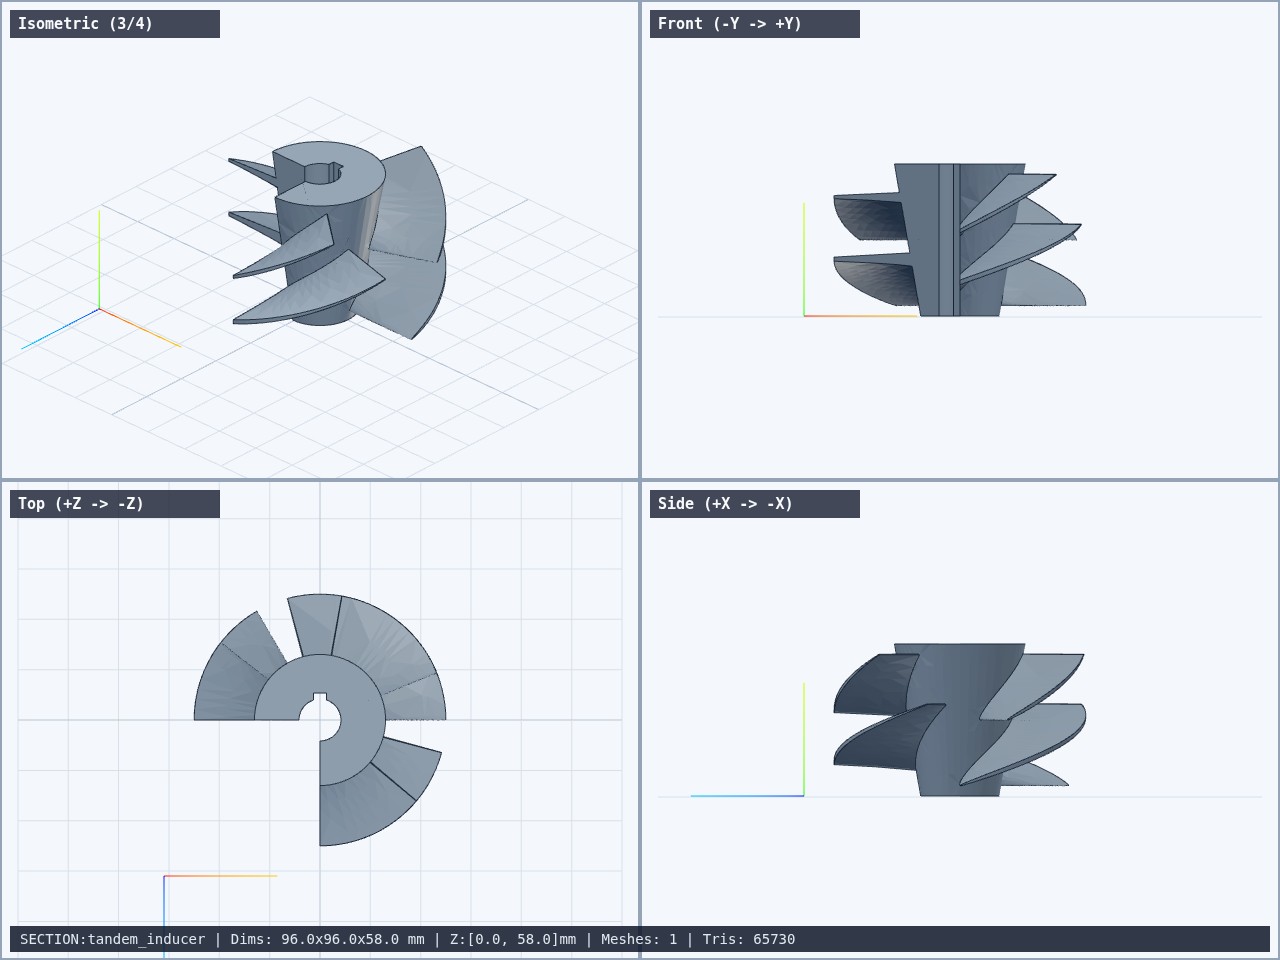 Isometric (3/4)
Front (-Y -> +Y)
Top (+Z -> -Z)
Side (+X -> -X)
SECTION:tandem_inducer | Dims: 96.0x96.0x58.0 mm | Z:[0.0, 58.0]mm | Meshes: 1 | Tris: 65730